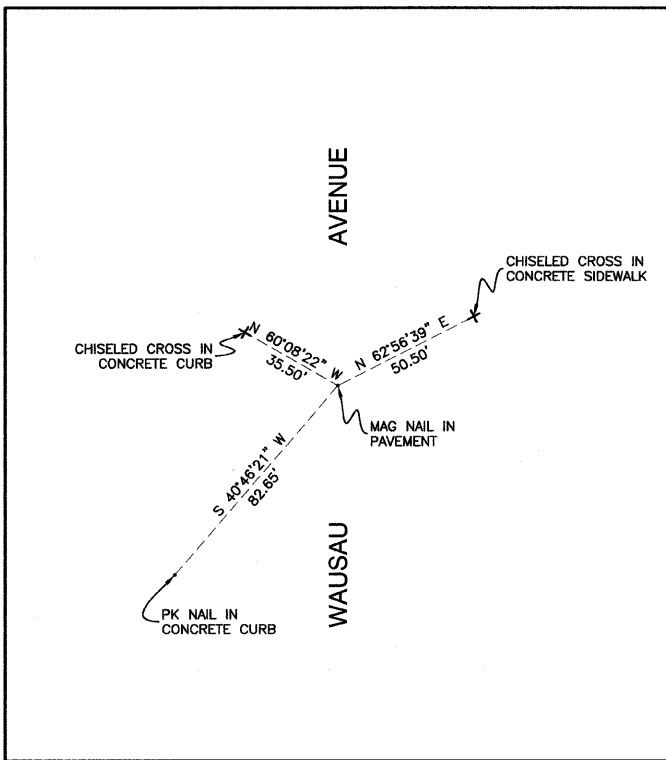 AVENUE
CHISELED CROSS IN
CONCRETE SIDEWALK
CHISELED CROSS IN
CONCRETE CURB
N 60°08'22" W
35.50'
N 62°56'39" E
50.50'
MAG NAIL IN
PAVEMENT
S 40°46'21" W
82.65'
WAUSAU
PK NAIL IN
CONCRETE CURB